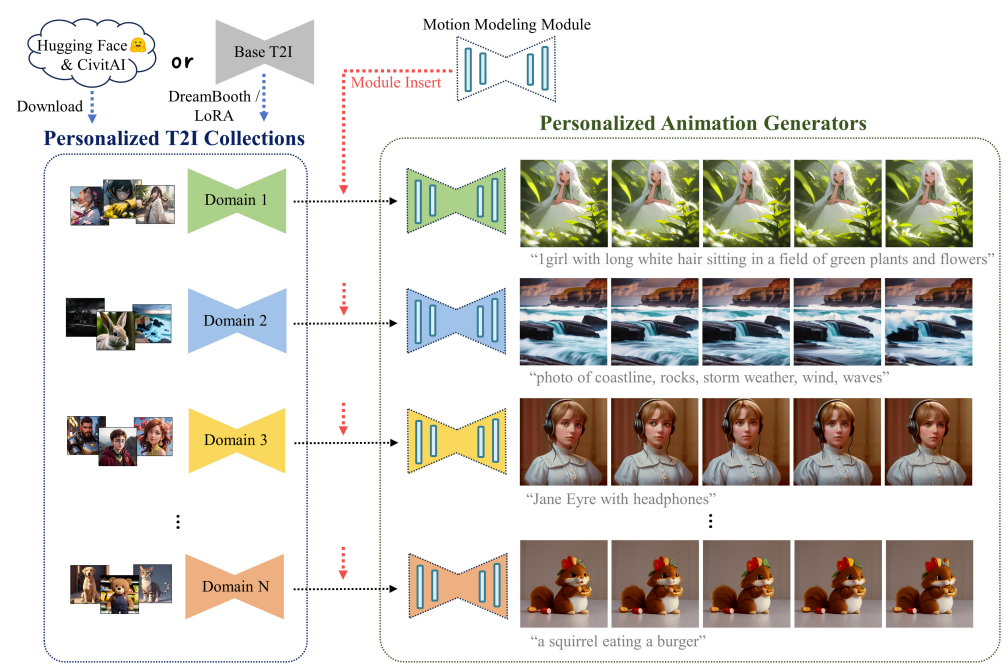 Motion Modeling Module
Hugging Face🤗
& CivitAI
or
Base T2I
Module Insert
Download
DreamBooth /
LoRA
Personalized T2I Collections
Personalized Animation Generators
Domain 1
“1girl with long white hair sitting in a field of green plants and flowers”
Domain 2
“photo of coastline, rocks, storm weather, wind, waves”
Domain 3
“Jane Eyre with headphones”
...
...
Domain N
“a squirrel eating a burger”